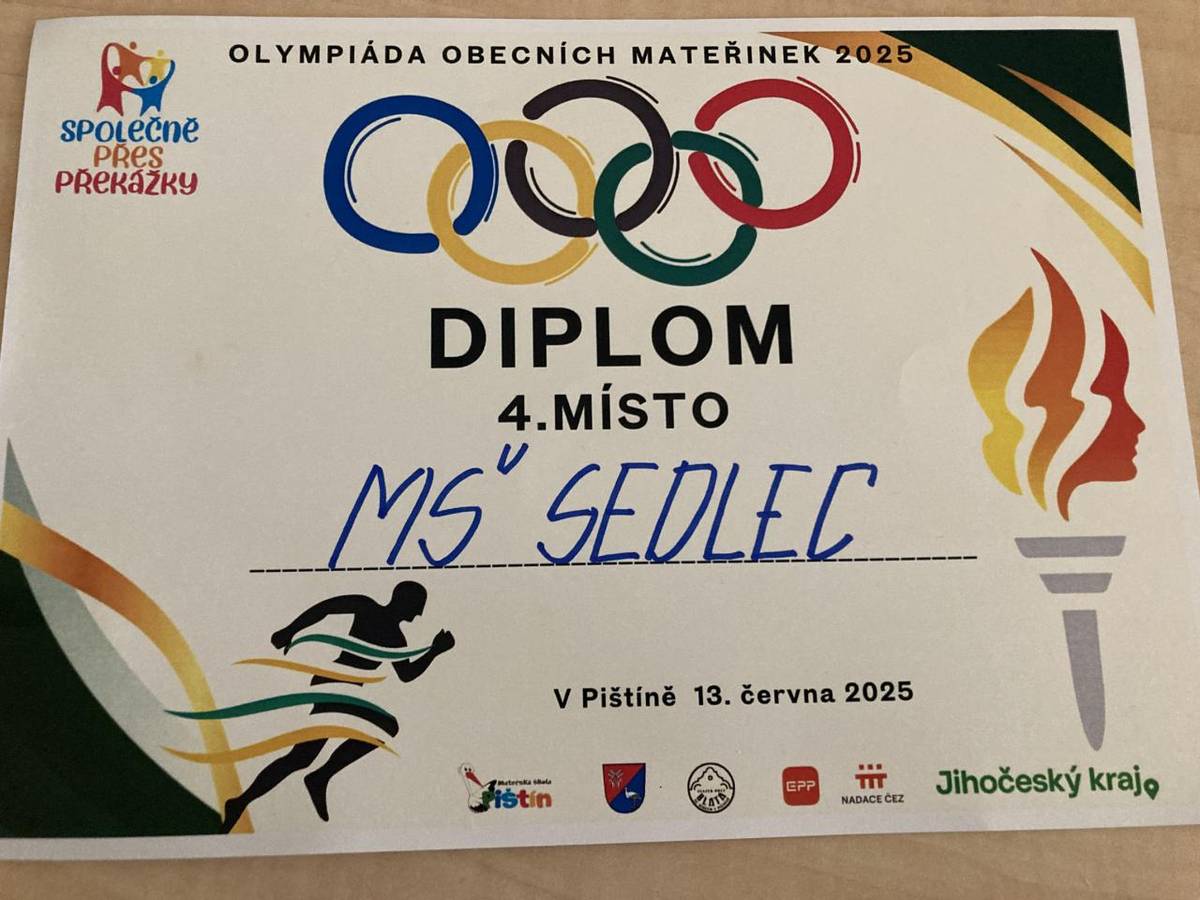 OLYMPIÁDA OBECNÍCH MATEŘINEK 2025
SPOLEČNĚ
PŘES
PŘEKÁŽKY
DIPLOM
4.MÍSTO
MŠ SEDLEC
V Pištíně 13. června 2025
Mateřská škola
Pištín
BLATA
EPP
NADACE ČEZ
Jihočeský kraj